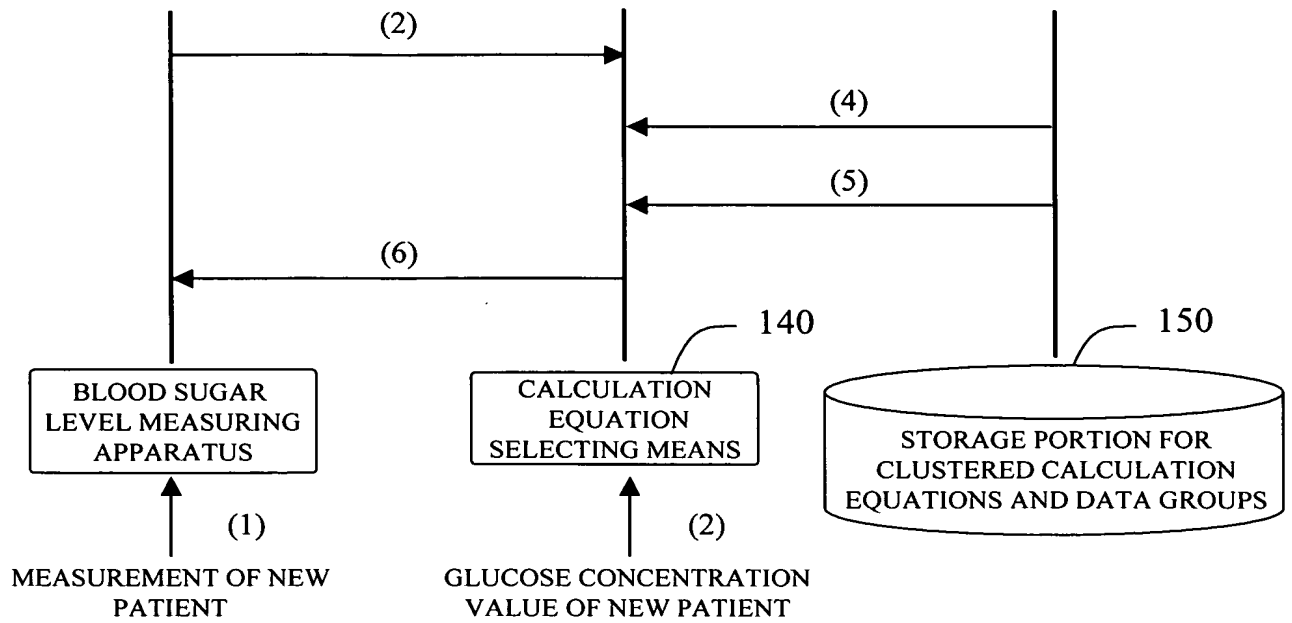 (2)
(4)
(5)
(6)
140
150
BLOOD SUGAR
LEVEL MEASURING
APPARATUS
CALCULATION
EQUATION
SELECTING MEANS
STORAGE PORTION FOR
CLUSTERED CALCULATION
EQUATIONS AND DATA GROUPS
(1)
(2)
MEASUREMENT OF NEW
PATIENT
GLUCOSE CONCENTRATION
VALUE OF NEW PATIENT